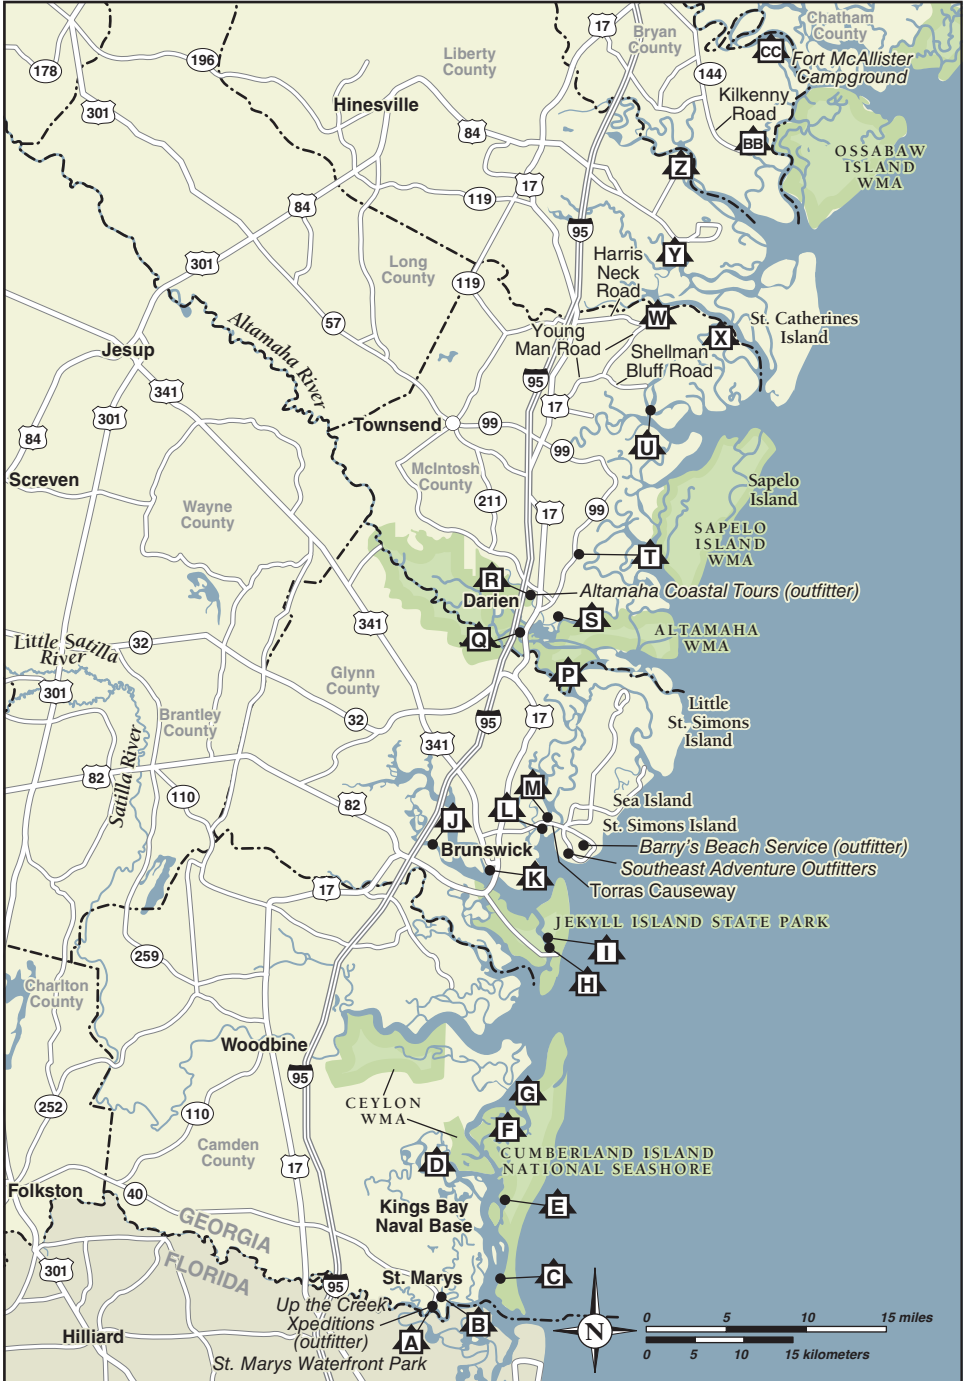 17
Bryan
County
Chatham
County
CC
Fort McAllister
Campground
178
196
Liberty
County
144
Kilkenny
Road
301
Hinesville
84
BB
OSSABAW
ISLAND
WMA
Z
17
119
84
95
Y
Harris
Neck
Road
301
Long
County
119
57
W
St. Catherines
Island
X
Altamaha River
Young
Man Road
Shellman
Bluff Road
Jesup
341
95
17
301
Townsend
99
84
U
99
Screven
McIntosh
County
Sapelo
Island
211
17
99
Wayne
County
SAPELO
ISLAND
WMA
T
R
Darien
Altamaha Coastal Tours (outfitter)
S
341
Q
ALTAMAHA
WMA
Little Satilla
River
32
P
Glynn
County
301
Little
St. Simons
Island
Brantley
County
32
95
17
341
Satilla River
82
110
M
82
L
Sea Island
J
St. Simons Island
Brunswick
Barry's Beach Service (outfitter)
Southeast Adventure Outfitters
K
Torras Causeway
17
JEKYLL ISLAND STATE PARK
259
I
H
Charlton
County
Woodbine
95
G
252
CEYLON
WMA
110
F
Camden
County
CUMBERLAND ISLAND
NATIONAL SEASHORE
17
D
Folkston
40
Kings Bay
Naval Base
E
GEORGIA
FLORIDA
301
95
St. Marys
C
Up the Creek
Xpeditions
(outfitter)
B
A
St. Marys Waterfront Park
Hilliard
N
0 5 10 15 miles
0 5 10 15 kilometers